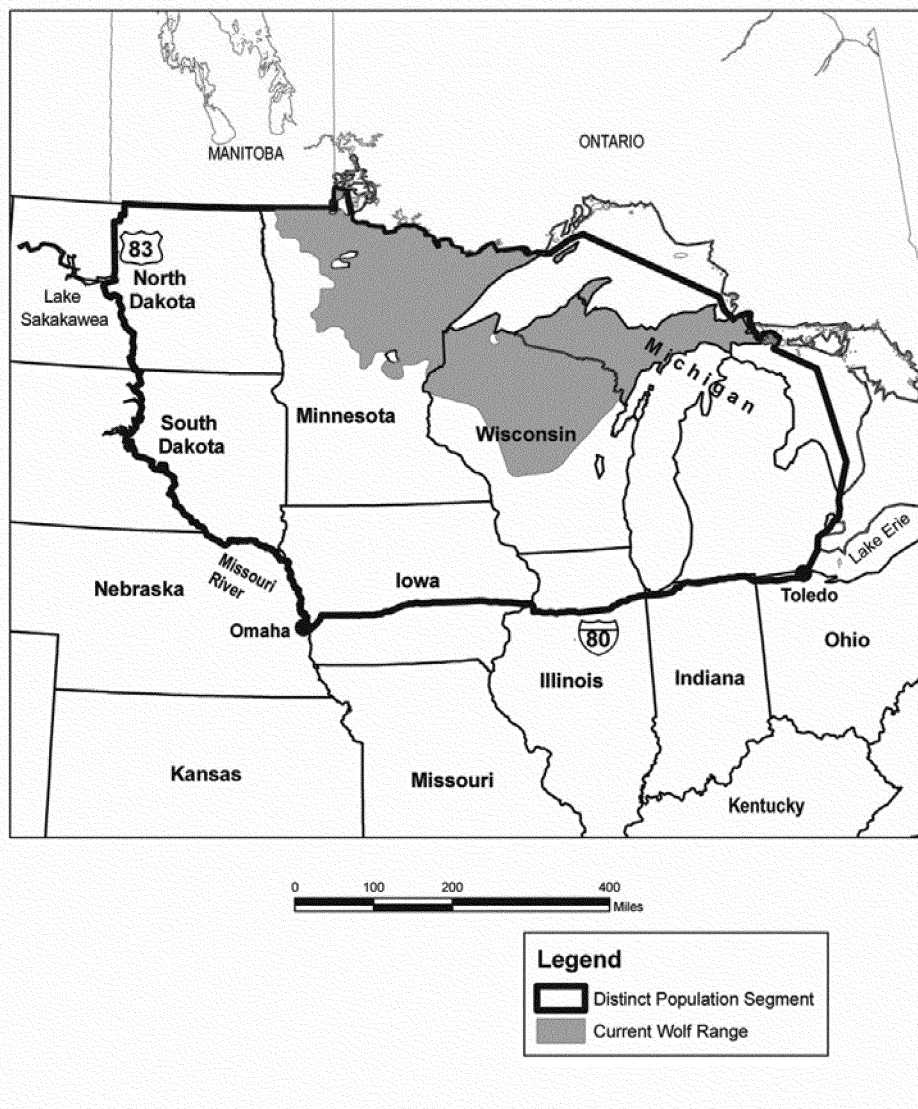 MANITOBA
ONTARIO
83
North
Dakota
Lake
Sakakawea
Michigan
South
Dakota
Minnesota
Wisconsin
Lake Erie
Missouri
River
Nebraska
Iowa
Toledo
Omaha
80
Ohio
Illinois
Indiana
Kansas
Missouri
Kentucky
0 100 200 400
Miles
Legend
Distinct Population Segment
Current Wolf Range